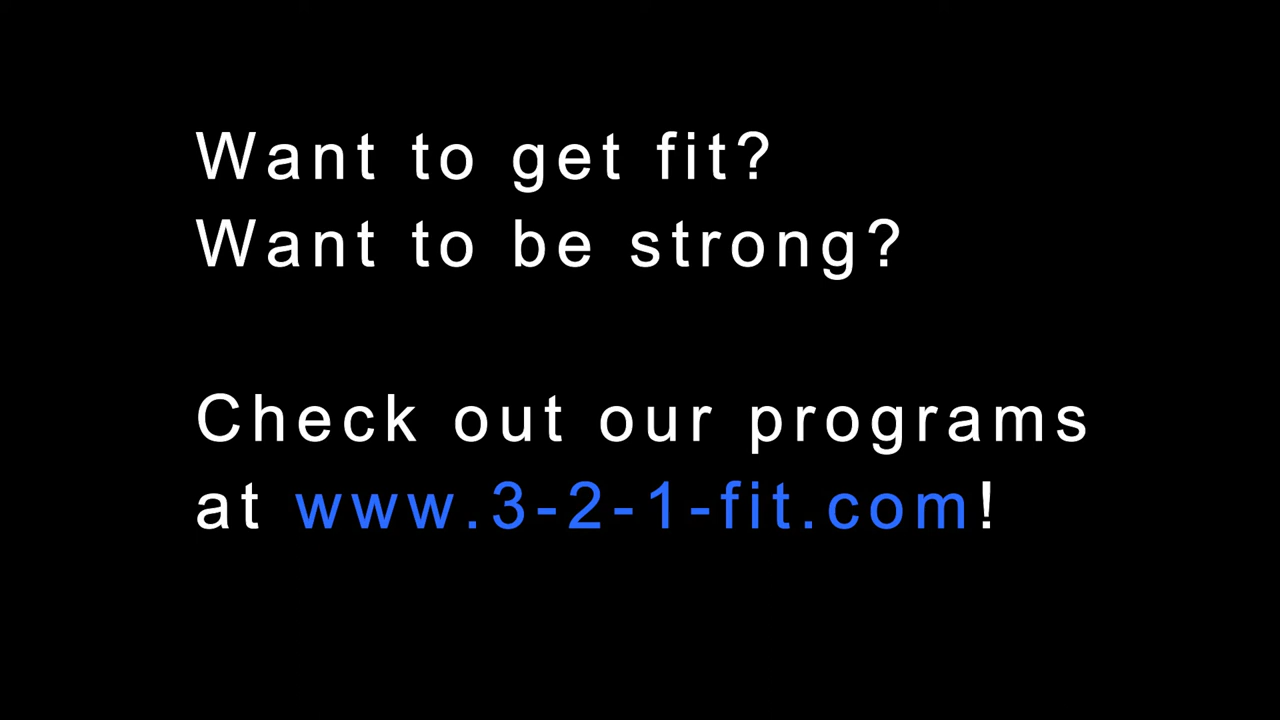 Want to get fit?
Want to be strong?
Check out our programs
at www.3-2-1-fit.com!